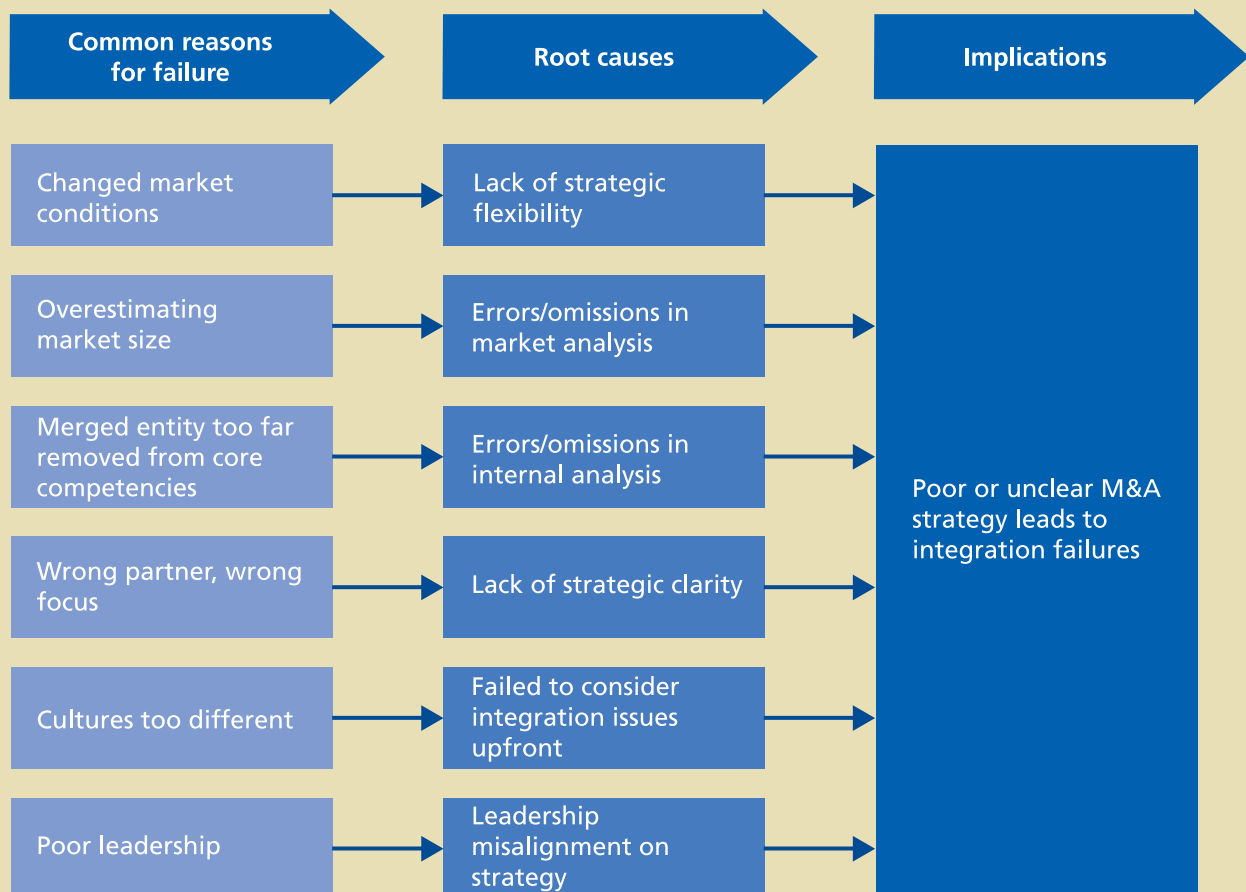 Common reasons
for failure
Root causes
Implications
Changed market
conditions
Lack of strategic
flexibility
Overestimating
market size
Errors/omissions in
market analysis
Merged entity too far
removed from core
competencies
Errors/omissions in
internal analysis
Poor or unclear M&A
strategy leads to
integration failures
Wrong partner, wrong
focus
Lack of strategic clarity
Cultures too different
Failed to consider
integration issues
upfront
Poor leadership
Leadership
misalignment on
strategy